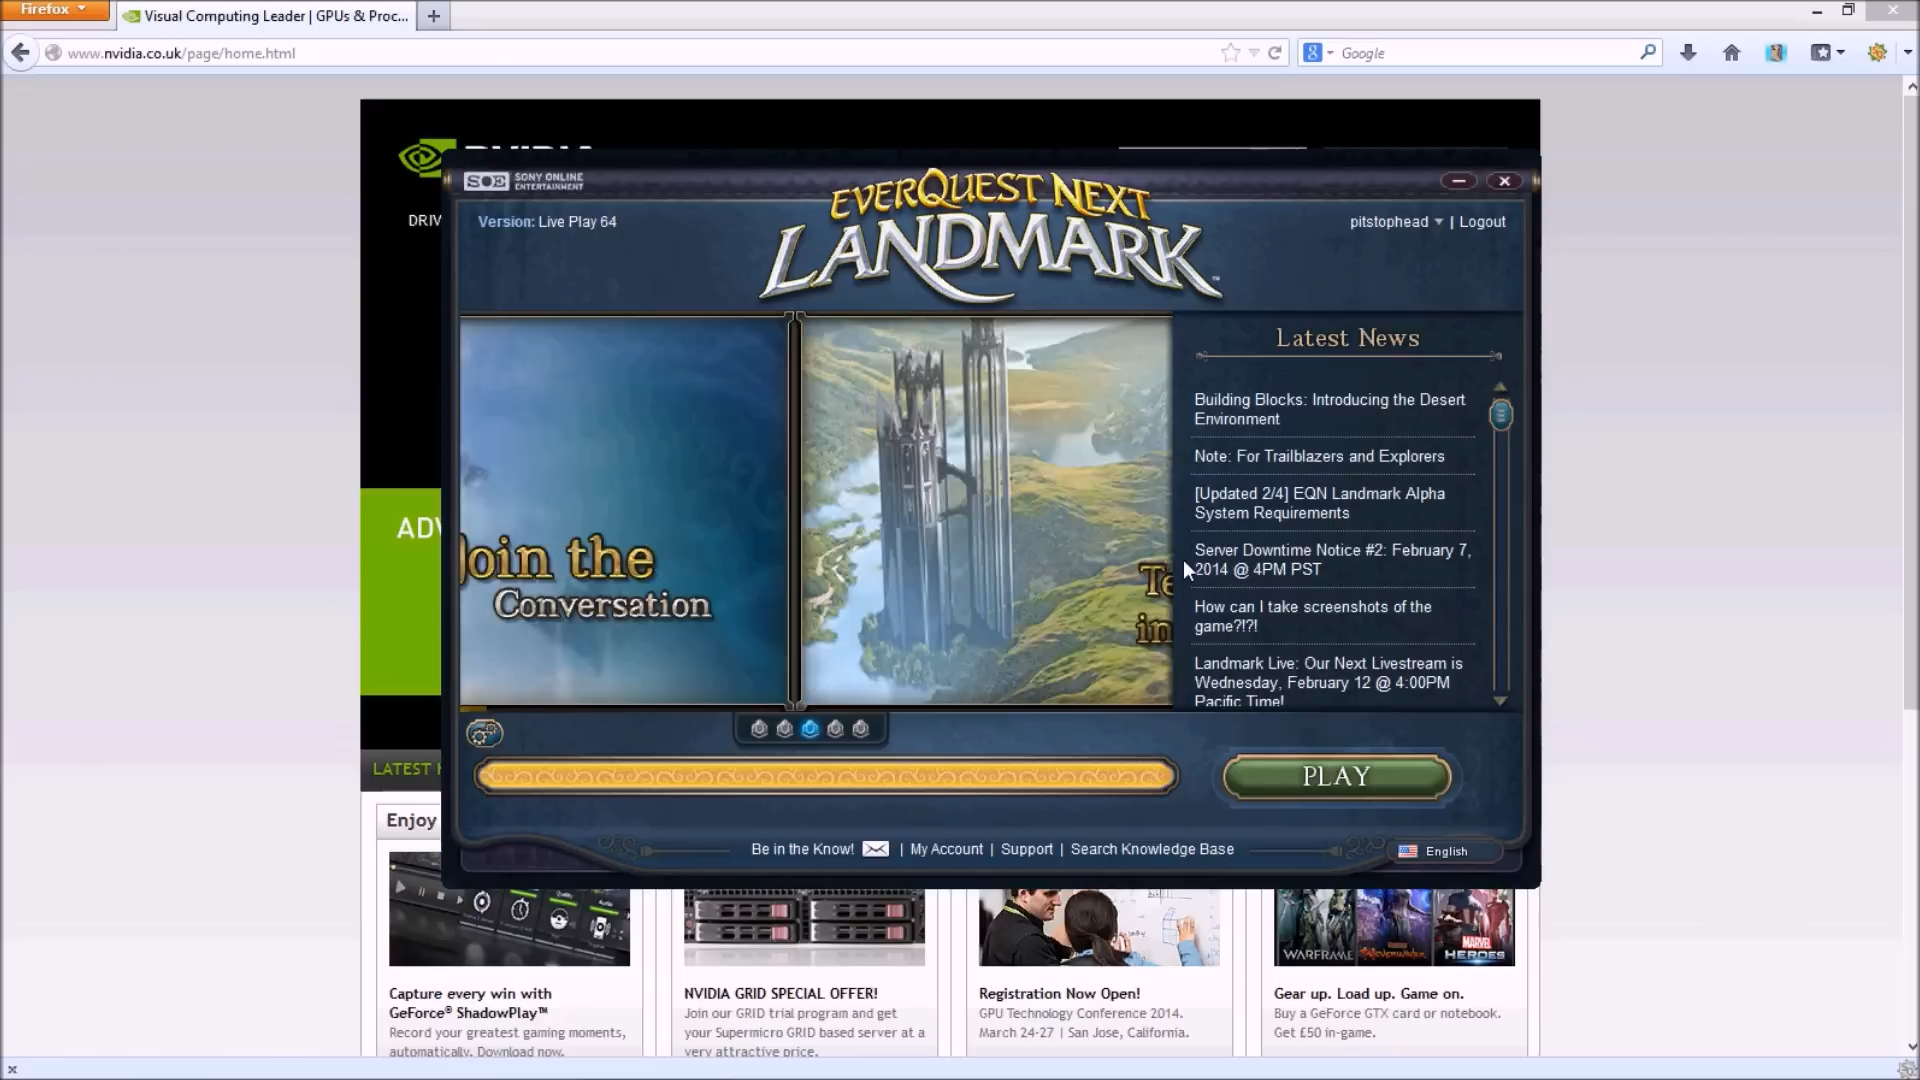 Firefox
Visual Computing Leader | GPUs & Proc...
www.nvidia.co.uk/page/home.html
Google
SOE SONY ONLINE ENTERTAINMENT
EVERQUEST NEXT
LANDMARK
Version: Live Play 64
pitstophead | Logout
DRIV
Latest News
Building Blocks: Introducing the Desert
Environment
Note: For Trailblazers and Explorers
[Updated 2/4] EQN Landmark Alpha
System Requirements
Server Downtime Notice #2: February 7,
2014 @ 4PM PST
How can I take screenshots of the
game?!?!
Landmark Live: Our Next Livestream is
Wednesday, February 12 @ 4:00PM
Pacific Time!
Join the
Conversation
Te
in
ADV
LATEST
PLAY
Be in the Know! | My Account | Support | Search Knowledge Base
English
Enjoy
WARFRAME
MARVEL
HEROES
Capture every win with
GeForce® ShadowPlay™
Record your greatest gaming moments,
automatically. Download now.
NVIDIA GRID SPECIAL OFFER!
Join our GRID trial program and get
your Supermicro GRID based server at a
very attractive price.
Registration Now Open!
GPU Technology Conference 2014.
March 24-27 | San Jose, California.
Gear up. Load up. Game on.
Buy a GeForce GTX card or notebook.
Get £50 in-game.